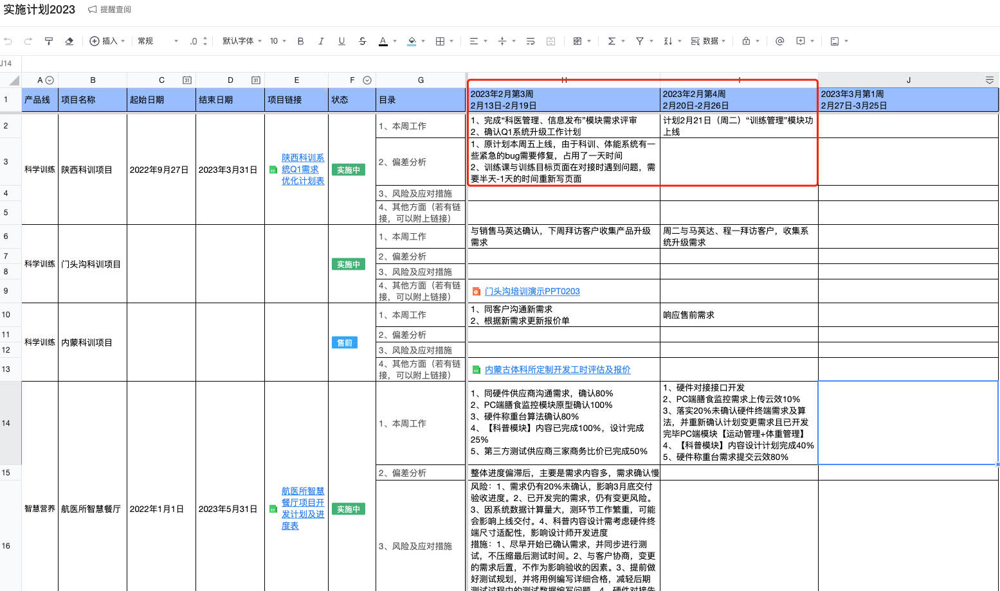 实施计划2023 提醒查阅
插入 常规 .0 默认字体 10 B I U S A 数据
J14
A B C D E F G H I J
1 产品线 项目名称 起始日期 结束日期 项目链接 状态 目录
2023年2月第3周
2月13日-2月19日
2023年2月第4周
2月20日-2月26日
2023年3月第1周
2月27日-3月25日
科学训练 陕西科训项目 2022年9月27日 2023年3月31日
陕西科训系
统Q1需求
优化计划表
实施中
2 1、本周工作
1、完成“科医管理、信息发布”模块需求评审
2、确认Q1系统升级工作计划
计划2月21日（周二）“训练管理”模块功
上线
3 2、偏差分析
1、原计划本周五上线，由于科训、体能系统有一
些紧急的bug需要修复，占用了一天时间
2、训练课与训练目标页面在对接时遇到问题，需
要半天-1天的时间重新写页面
4 3、风险及应对措施
5
4、其他方面（若有链
接，可以附上链接）
科学训练 门头沟科训项目 实施中
6 1、本周工作
与销售马英达确认，下周拜访客户收集产品升级
需求
周二与马英达、程一拜访客户，收集系
统升级需求
7 2、偏差分析
8 3、风险及应对措施
9
4、其他方面（若有链
接，可以附上链接）
门头沟培训演示PPT0203
科学训练 内蒙科训项目 售前
10 1、本周工作
1、同客户沟通新需求
2、根据新需求更新报价单
响应售前需求
11 2、偏差分析
12 3、风险及应对措施
13
4、其他方面（若有链
接，可以附上链接）
内蒙古体科所定制开发工时评估及报价
智慧营养 航医所智慧餐厅 2022年1月1日 2023年5月31日
航医所智慧
餐厅项目开
发计划及进
度表
实施中
14 1、本周工作
1、同硬件供应商沟通需求，确认80%
2、PC端膳食监控模块原型确认100%
3、硬件称重台算法确认80%
4、【科普模块】内容已完成100%，设计完成
25%
5、第三方测试供应商三家商务比价已完成50%
1、硬件对接接口开发
2、PC端膳食监控需求上传云效10%
3、落实20%未确认硬件终端需求及算
法，并重新确认计划变更需求且已开发
完毕PC端模块【运动管理+体重管理】
4、【科普模块】内容设计计划完成40%
5、硬件称重台需求提交云效80%
15 2、偏差分析
整体进度偏滞后，主要是需求内容多，需求确认慢
16 3、风险及应对措施
风险：1、需求仍有20%未确认，影响3月底交付
验收进度。2、已开发完的需求，仍有变更风险。
3、因系统数据计算量大，测环节工作繁重，可能
会影响上线交付。4、科普内容设计需考虑硬件终
端尺寸适配性，影响设计师开发进度
措施：1、尽早开始已确认需求，并同步进行测
试，不压缩最后测试时间。2、与客户协商，变更
的需求后置，不作为影响验收的因素。3、提前做
好测试规划，并将用例编写详细合格，减轻后期
测试过程中的测试数据编写问题。4、硬件对接先